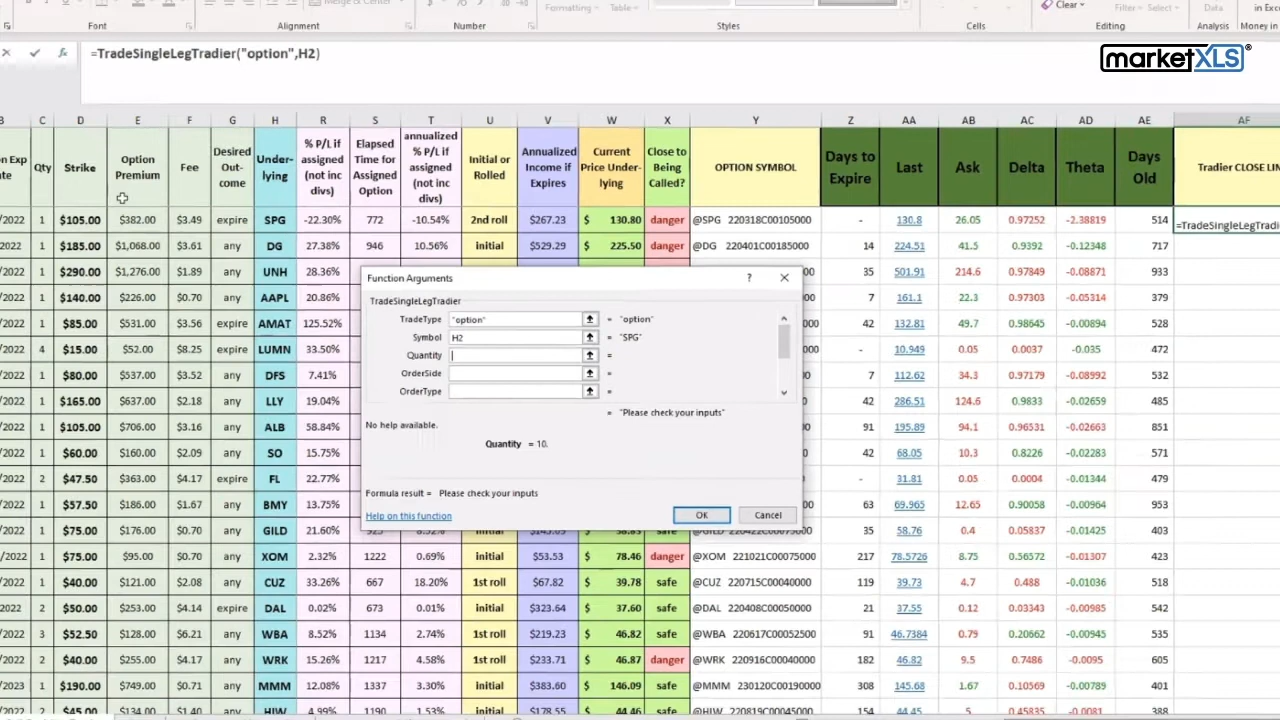 Font Alignment Merge & Center Number Formatting Table Styles Cells Clear Filter Select Editing Data Analysis in Exce Money in
=TradeSingleLegTradier("option",H2)
marketXLS®
B C D E F G H R S T U V W X Y Z AA AB AC AD AE AF
on Exp ate Qty Strike Option Premium Fee Desired Out-come Under-lying % P/L if assigned (not inc divs) Elapsed Time for Assigned Option annualized % P/L if assigned (not inc divs) Initial or Rolled Annualized Income if Expires Current Price Under-lying Close to Being Called? OPTION SYMBOL Days to Expire Last Ask Delta Theta Days Old Tradier CLOSE LIN
/2022 1 $105.00 $382.00 $3.49 expire SPG -22.30% 772 -10.54% 2nd roll $267.23 $ 130.80 danger @SPG 220318C00105000 - 130.8 26.05 0.97252 -2.38819 514 =TradeSingleLegTradi
2022 1 $185.00 $1,068.00 $3.61 any DG 27.38% 946 10.56% initial $529.29 $ 225.50 danger @DG 220401C00185000 14 224.51 41.5 0.9392 -0.12348 717
/2022 1 $290.00 $1,276.00 $1.89 any UNH 28.36% 35 501.91 214.6 0.97849 -0.08871 933
2022 1 $140.00 $226.00 $0.70 any AAPL 20.86% 7 161.1 22.3 0.97303 -0.05314 379
/2022 1 $85.00 $531.00 $3.56 expire AMAT 125.52% 000 42 132.81 49.7 0.98645 -0.00894 528
/2022 4 $15.00 $52.00 $8.25 expire LUMN 33.50% 000 - 10.949 0.05 0.0037 -0.035 472
/2022 1 $80.00 $537.00 $3.52 any DFS 7.41% 7 112.62 34.3 0.97179 -0.08992 532
/2022 1 $165.00 $637.00 $2.18 any LLY 19.04% 42 286.51 124.6 0.9833 -0.02659 485
/2022 1 $105.00 $706.00 $3.16 any ALB 58.84% 91 195.89 94.1 0.96531 -0.02663 851
/2022 1 $60.00 $160.00 $2.09 any SO 15.75% 42 68.05 10.3 0.8226 -0.02283 571
/2022 2 $47.50 $363.00 $4.17 expire FL 22.77% - 31.81 0.05 0.0004 -0.01344 479
/2022 1 $57.50 $186.00 $1.67 any BMY 13.75% 63 69.965 12.65 0.90058 -0.00964 953
/2022 1 $75.00 $176.00 $0.70 any GILD 21.60% 35 58.76 0.4 0.05837 -0.01425 403
/2022 1 $75.00 $95.00 $0.70 any XOM 2.32% 1222 0.69% initial $53.53 $ 78.46 danger @XOM 221021C00075000 217 78.5726 8.75 0.56572 -0.01307 423
/2022 1 $40.00 $121.00 $2.08 any CUZ 33.26% 667 18.20% 1st roll $67.82 $ 39.78 safe @CUZ 220715C00040000 119 39.73 4.7 0.488 -0.01036 518
2022 2 $50.00 $253.00 $4.14 expire DAL 0.02% 673 0.01% initial $323.64 $ 37.60 safe @DAL 220408C00050000 21 37.55 0.12 0.03343 -0.00985 542
/2022 3 $52.50 $128.00 $6.21 any WBA 8.52% 1134 2.74% 1st roll $219.23 $ 46.82 safe @WBA 220617C00052500 91 46.7384 0.79 0.20662 -0.00945 535
/2022 2 $40.00 $255.00 $4.17 any WRK 15.26% 1217 4.58% 1st roll $233.71 $ 46.87 danger @WRK 220916C00040000 182 46.82 9.5 0.7486 -0.0095 605
/2023 1 $190.00 $749.00 $0.71 any MMM 12.08% 1337 3.30% initial $383.60 $ 146.09 safe @MMM 230120C00190000 308 145.68 1.67 0.10569 -0.00789 401
/2022 2 $45.00 $134.00 $1.40 any HIW 4.99% 1190 1.53% initial $178.55 $ 44.46 safe @HIW 220819C00045000 154 44.45 5 0.45835 -0.0081 388
Function Arguments ? ×
TradeSingleLegTradier
TradeType "option" = "option"
Symbol H2 = "SPG"
Quantity =
OrderSide =
OrderType =
= "Please check your inputs"
No help available.
Quantity = 10.
Formula result = Please check your inputs
Help on this function OK Cancel